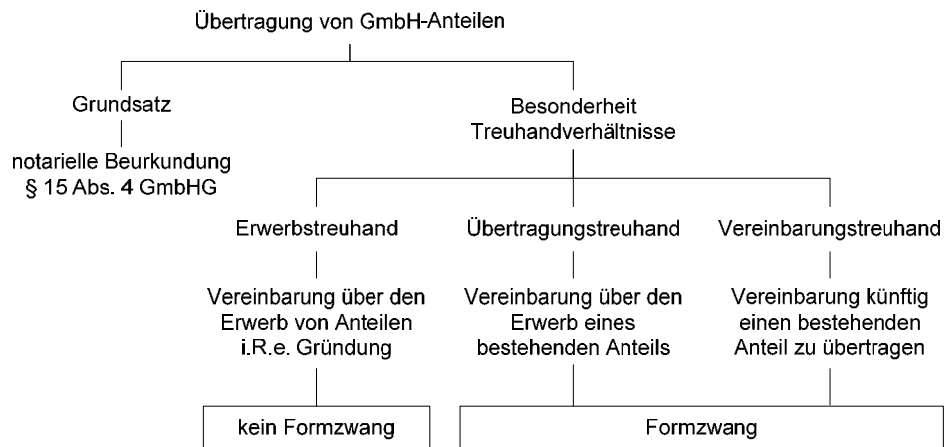 Übertragung von GmbH-Anteilen
Grundsatz
notarielle Beurkundung
§ 15 Abs. 4 GmbHG
Besonderheit
Treuhandverhältnisse
Erwerbstreuhand
Vereinbarung über den
Erwerb von Anteilen
i.R.e. Gründung
kein Formzwang
Übertragungstreuhand
Vereinbarung über den
Erwerb eines
bestehenden Anteils
Vereinbarungstreuhand
Vereinbarung künftig
einen bestehenden
Anteil zu übertragen
Formzwang